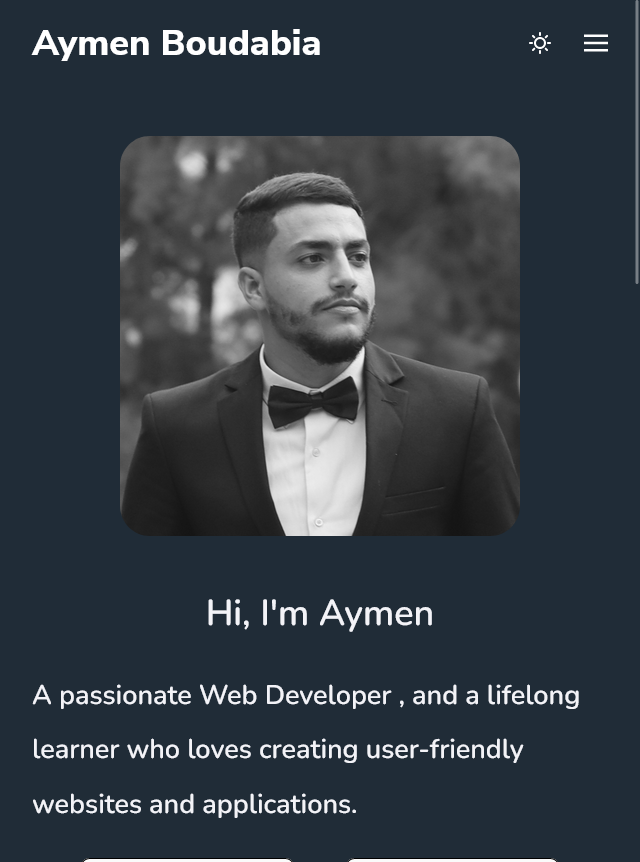 Aymen Boudabia
Hi, I'm Aymen
A passionate Web Developer , and a lifelong
learner who loves creating user-friendly
websites and applications.